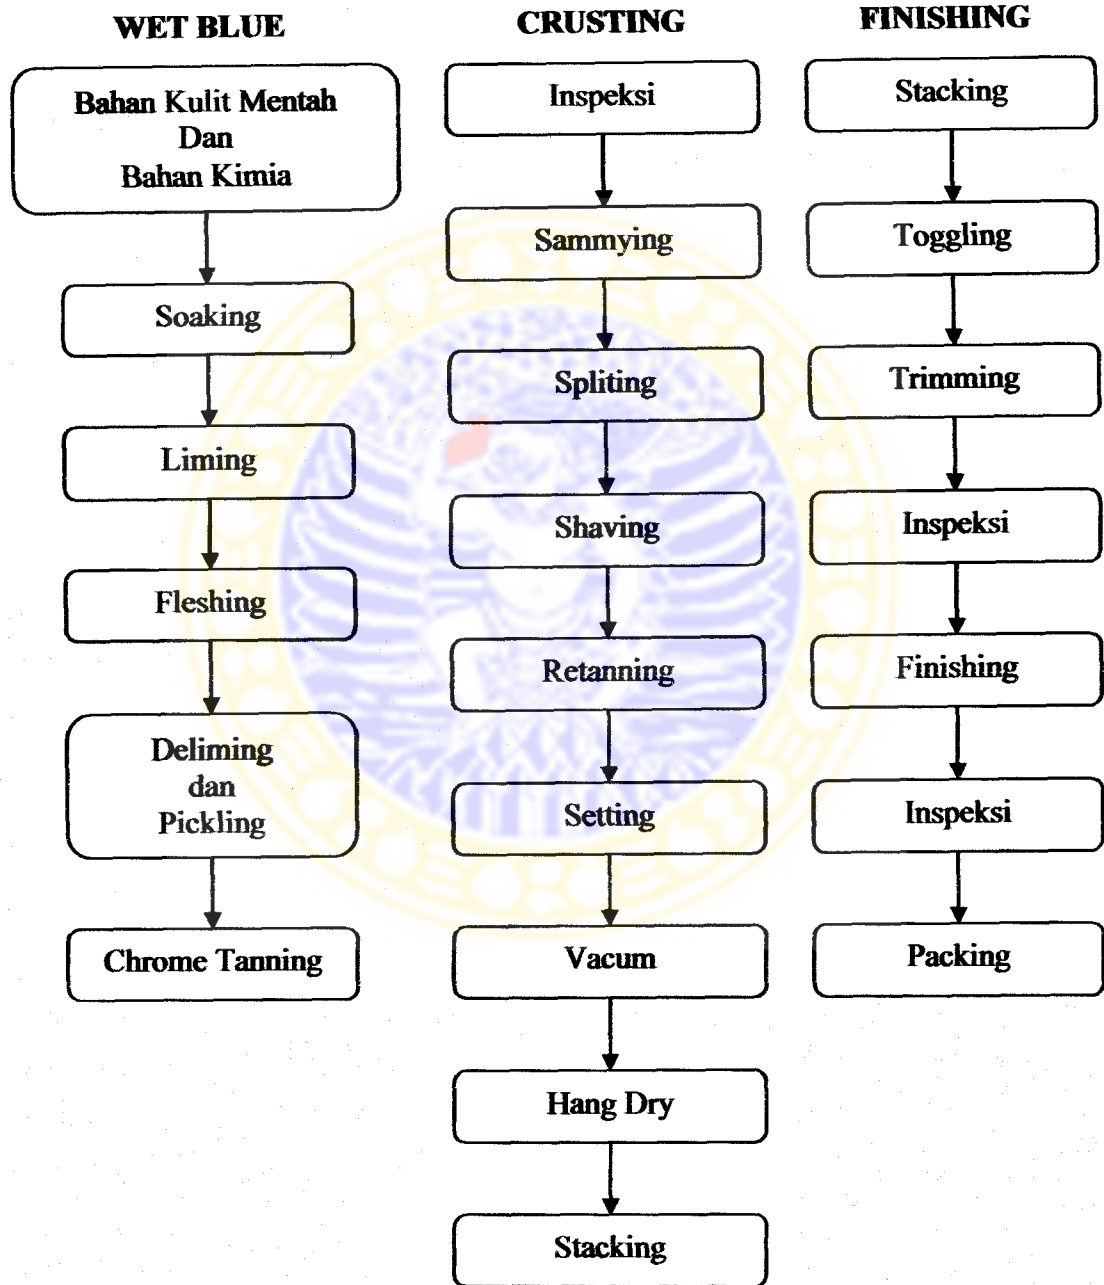 WET BLUE
Bahan Kulit Mentah
Dan
Bahan Kimia
Soaking
Liming
Fleshing
Deliming
dan
Pickling
Chrome Tanning
CRUSTING
Inspeksi
Sammying
Spliting
Shaving
Retanning
Setting
Vacum
Hang Dry
Stacking
FINISHING
Stacking
Toggling
Trimming
Inspeksi
Finishing
Inspeksi
Packing